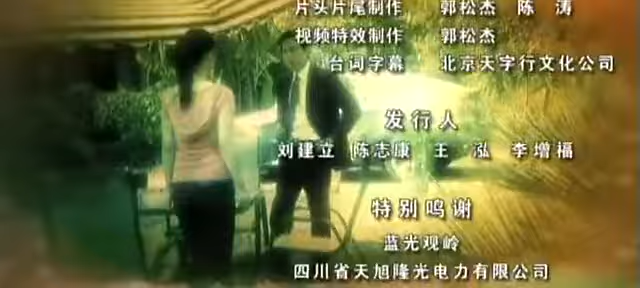 片头片尾制作 郭松杰 陈涛
视频特效制作 郭松杰
台词字幕 北京天字行文化公司
发行人
刘建立 陈志康 王泓 李增福
特别鸣谢
蓝光观岭
四川省天旭隆光电力有限公司